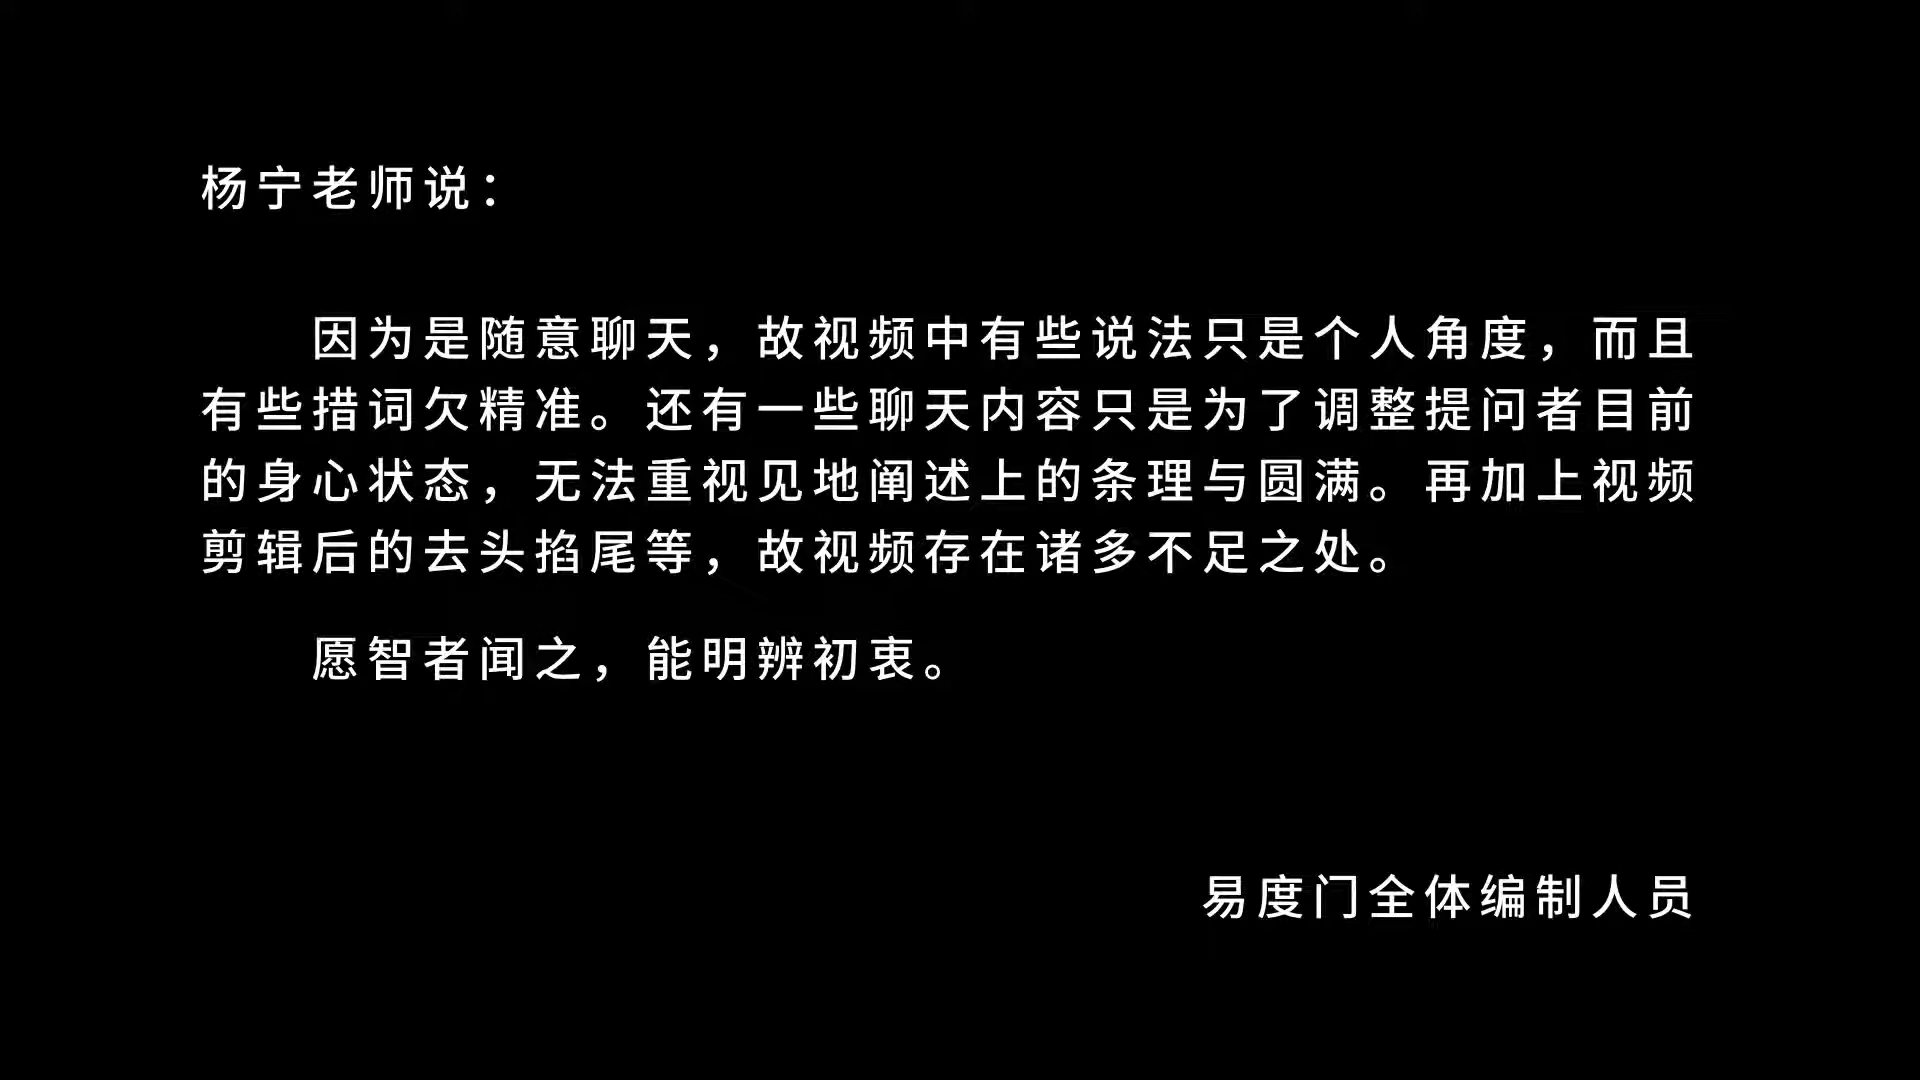 杨宁老师说：
因为是随意聊天，故视频中有些说法只是个人角度，而且
有些措词欠精准。还有一些聊天内容只是为了调整提问者目前
的身心状态，无法重视见地阐述上的条理与圆满。再加上视频
剪辑后的去头掐尾等，故视频存在诸多不足之处。
愿智者闻之，能明辨初衷。
易度门全体编制人员